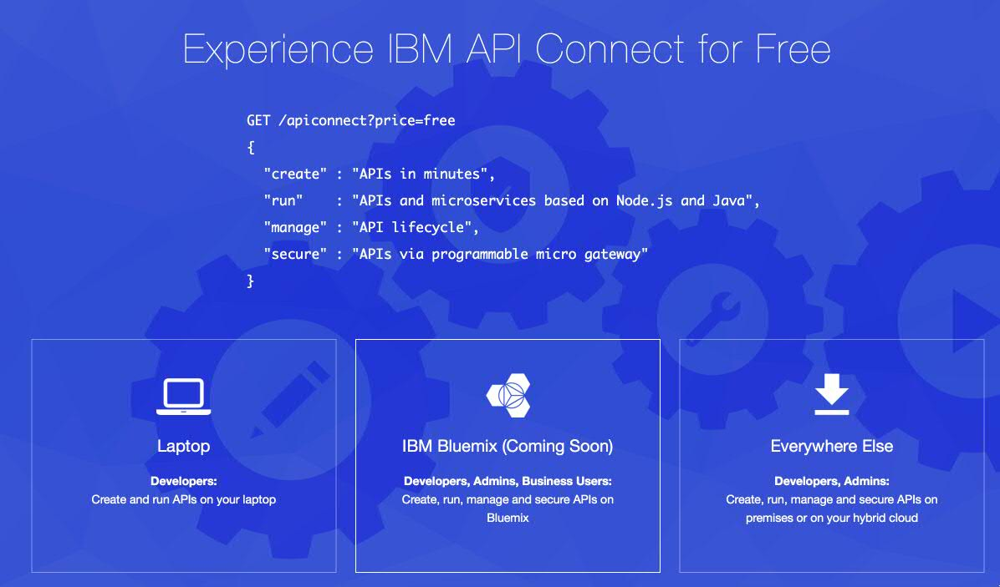 Experience IBM API Connect for Free
GET /apiconnect?price=free
{
"create" : "APIs in minutes",
"run" : "APIs and microservices based on Node.js and Java",
"manage" : "API lifecycle",
"secure" : "APIs via programmable micro gateway"
}
Laptop
Developers:
Create and run APIs on your laptop
IBM Bluemix (Coming Soon)
Developers, Admins, Business Users:
Create, run, manage and secure APIs on
Bluemix
Everywhere Else
Developers, Admins:
Create, run, manage and secure APIs on
premises or on your hybrid cloud